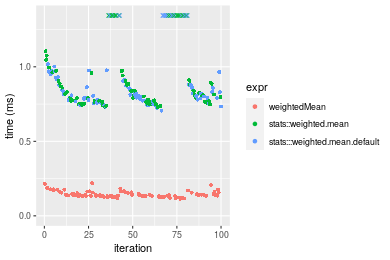 time (ms)
1.0
0.5
0.0
0
25
50
75
100
iteration
expr
weightedMean
stats::weighted.mean
stats:::weighted.mean.default